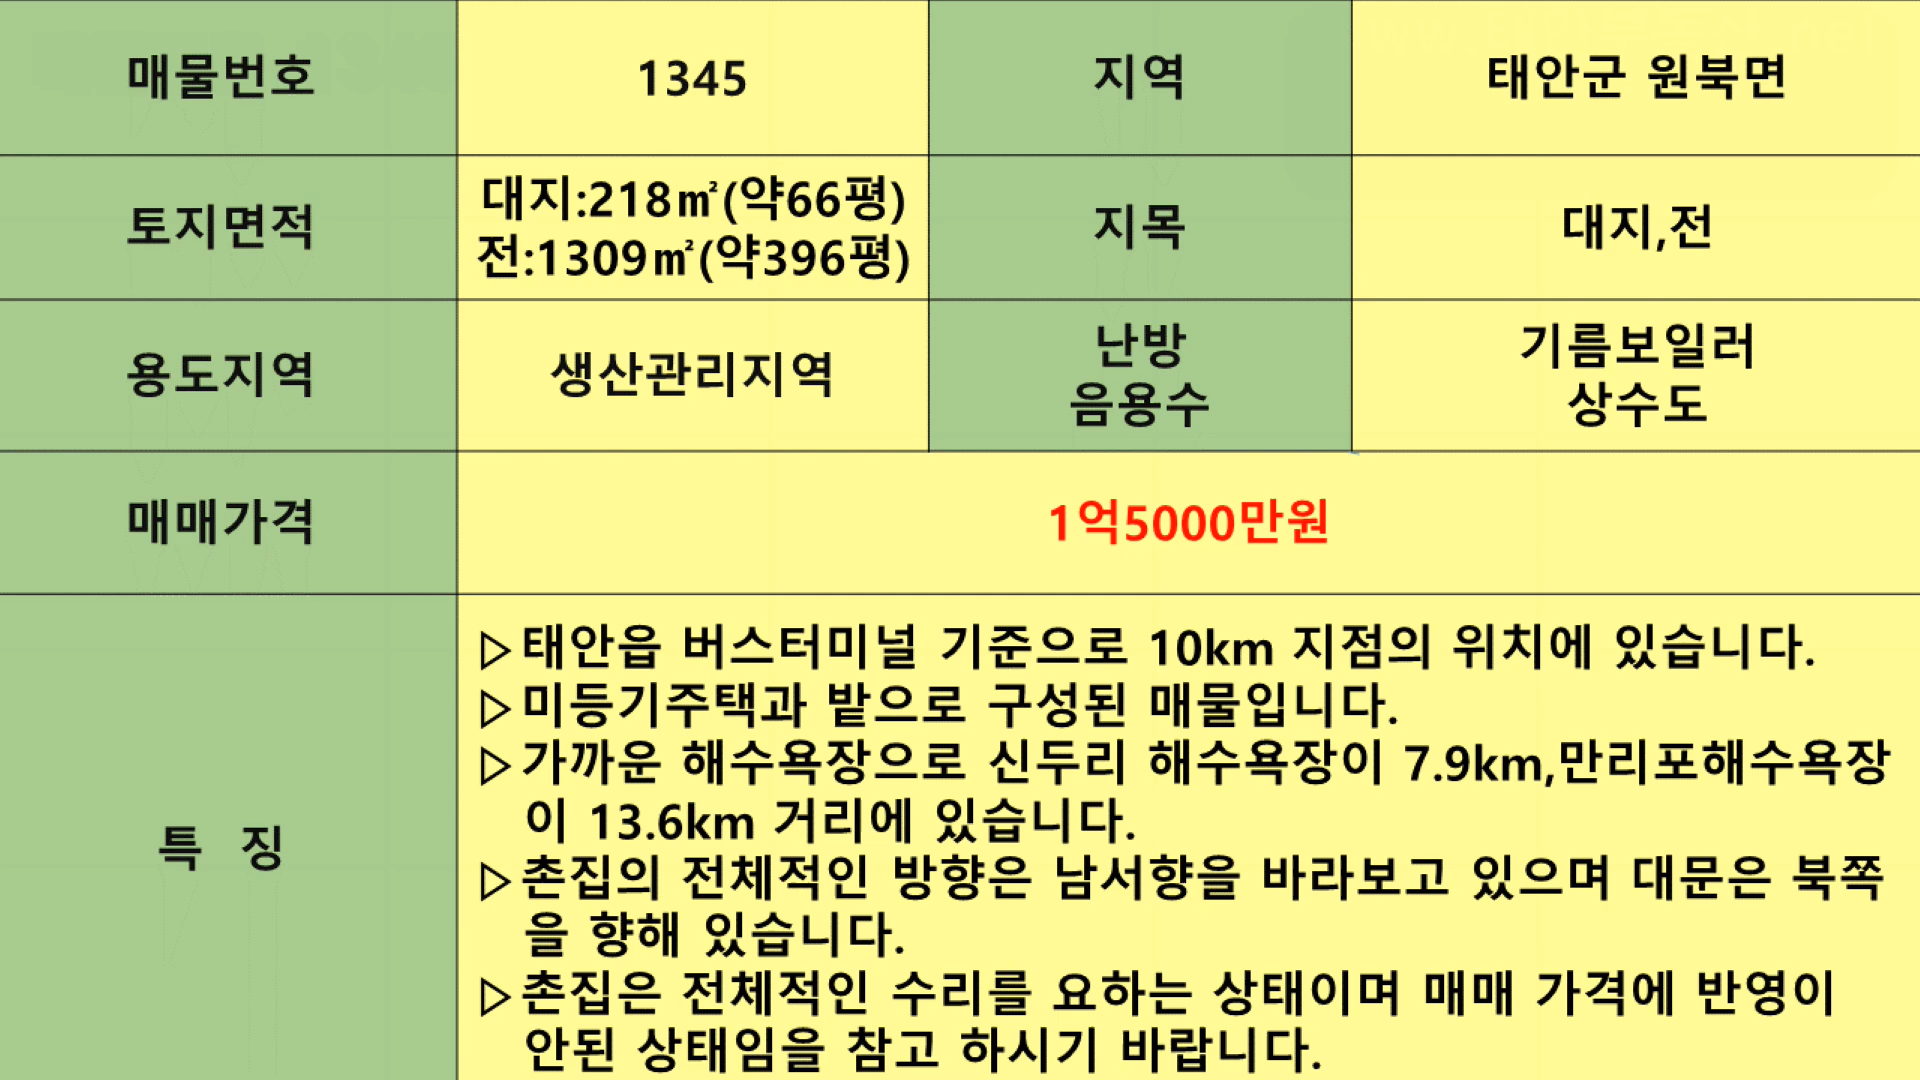 매물번호 1345 지역 태안군 원북면
토지면적 대지:218㎡(약66평) 지목 대지,전
전:1309㎡(약396평)
용도지역 생산관리지역 난방 기름보일러
음용수 상수도
매매가격 1억5000만원
특 징
▷태안읍 버스터미널 기준으로 10km 지점의 위치에 있습니다.
▷미등기주택과 밭으로 구성된 매물입니다.
▷가까운 해수욕장으로 신두리 해수욕장이 7.9km,만리포해수욕장
이 13.6km 거리에 있습니다.
▷촌집의 전체적인 방향은 남서향을 바라보고 있으며 대문은 북쪽
을 향해 있습니다.
▷촌집은 전체적인 수리를 요하는 상태이며 매매 가격에 반영이
안된 상태임을 참고 하시기 바랍니다.